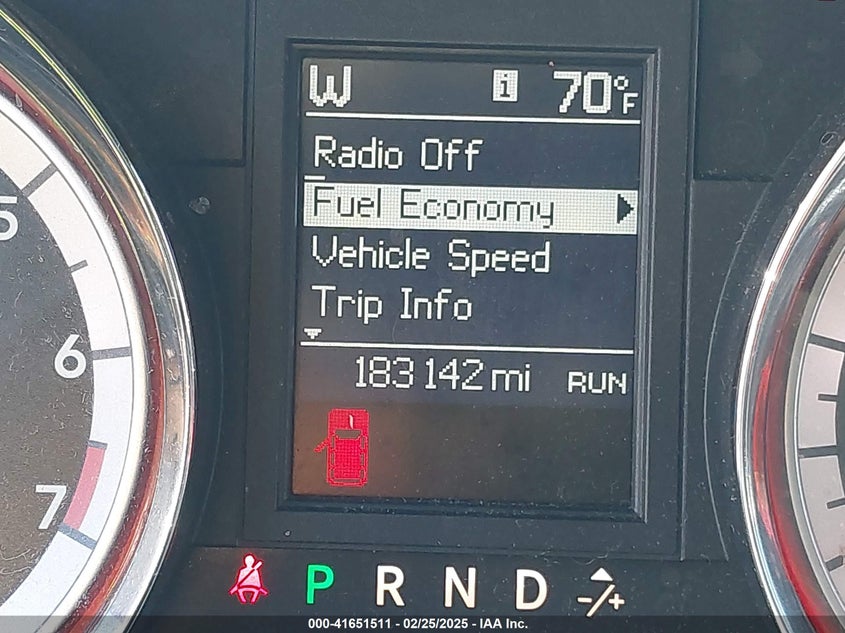 W i 70°F
Radio Off
Fuel Economy
Vehicle Speed
Trip Info
183142 mi RUN
5
6
7
P R N D -/+
000-41651511 - 02/25/2025 - IAA Inc.